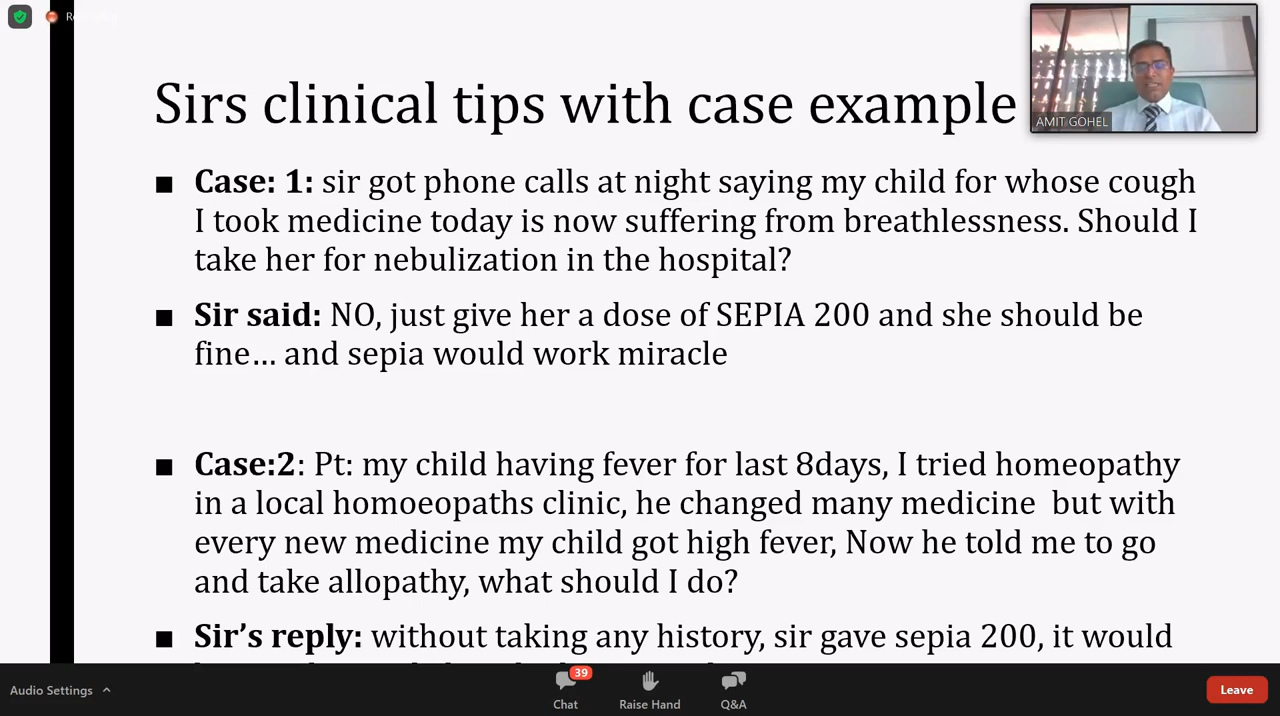 Sirs clinical tips with case example
AMIT GOHEL
■ Case: 1: sir got phone calls at night saying my child for whose cough
I took medicine today is now suffering from breathlessness. Should I
take her for nebulization in the hospital?
■ Sir said: NO, just give her a dose of SEPIA 200 and she should be
fine… and sepia would work miracle
■ Case:2: Pt: my child having fever for last 8days, I tried homeopathy
in a local homoeopaths clinic, he changed many medicine  but with
every new medicine my child got high fever, Now he told me to go
and take allopathy, what should I do?
■ Sir’s reply: without taking any history, sir gave sepia 200, it would
Audio Settings
39
Chat
Raise Hand
Q&A
Leave